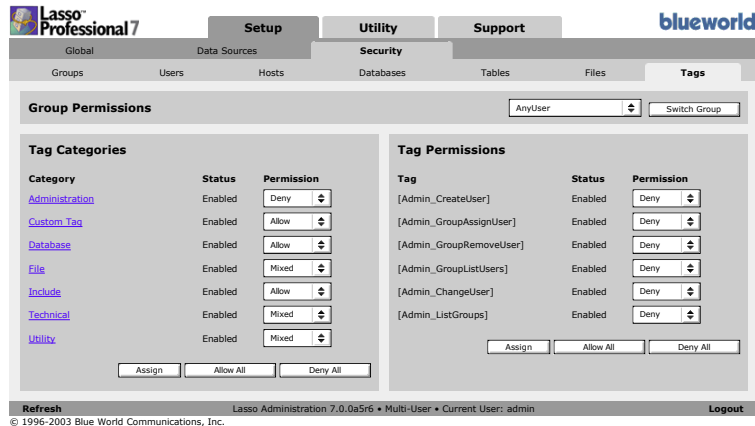 Lasso™
Professional 7
Setup Utility Support
blueworld
Global Data Sources Security
Groups Users Hosts Databases Tables Files Tags
Group Permissions AnyUser Switch Group
Tag Categories
Category Status Permission
Administration Enabled Deny
Custom Tag Enabled Allow
Database Enabled Allow
File Enabled Mixed
Include Enabled Allow
Technical Enabled Mixed
Utility Enabled Mixed
Assign Allow All Deny All
Tag Permissions
Tag Status Permission
[Admin_CreateUser] Enabled Deny
[Admin_GroupAssignUser] Enabled Deny
[Admin_GroupRemoveUser] Enabled Deny
[Admin_GroupListUsers] Enabled Deny
[Admin_ChangeUser] Enabled Deny
[Admin_ListGroups] Enabled Deny
Assign Allow All Deny All
Refresh Lasso Administration 7.0.0a5r6 • Multi-User • Current User: admin Logout
© 1996-2003 Blue World Communications, Inc.